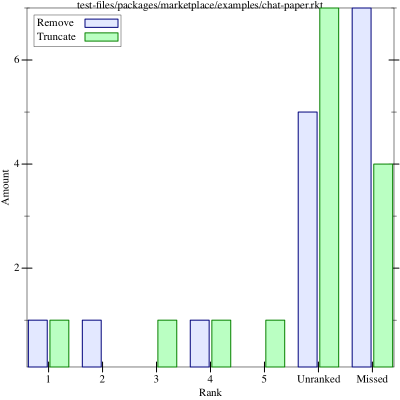 test-files/packages/marketplace/examples/chat-paper.rkt
Remove
Truncate
6
4
2
Amount
1 2 3 4 5 Unranked Missed
Rank